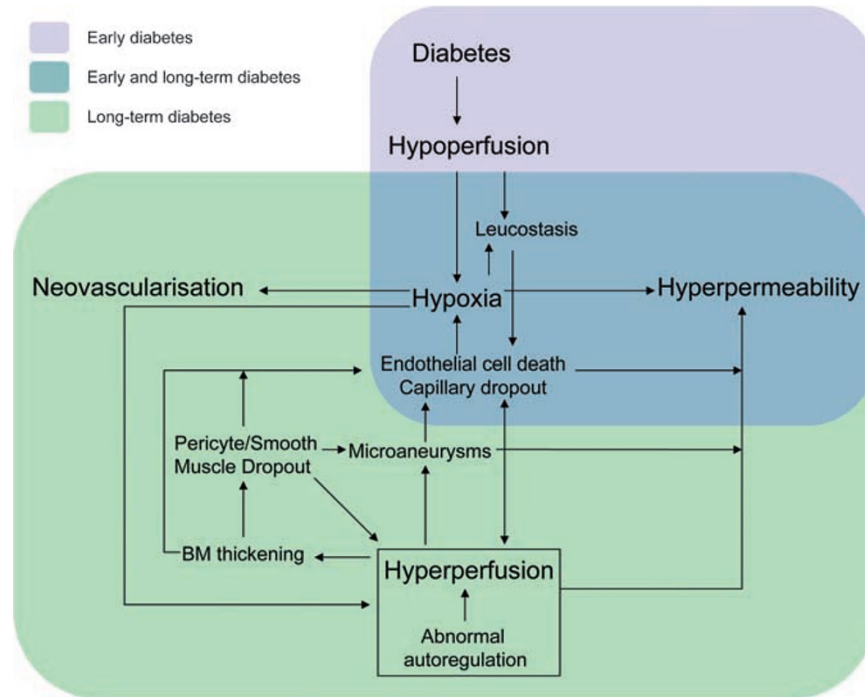 Early diabetes
Early and long-term diabetes
Long-term diabetes
Diabetes
Hypoperfusion
Leucostasis
Neovascularisation
Hypoxia
Hyperpermeability
Endothelial cell death
Capillary dropout
Pericyte/Smooth
Muscle Dropout
Microaneurysms
BM thickening
Hyperperfusion
Abnormal
autoregulation